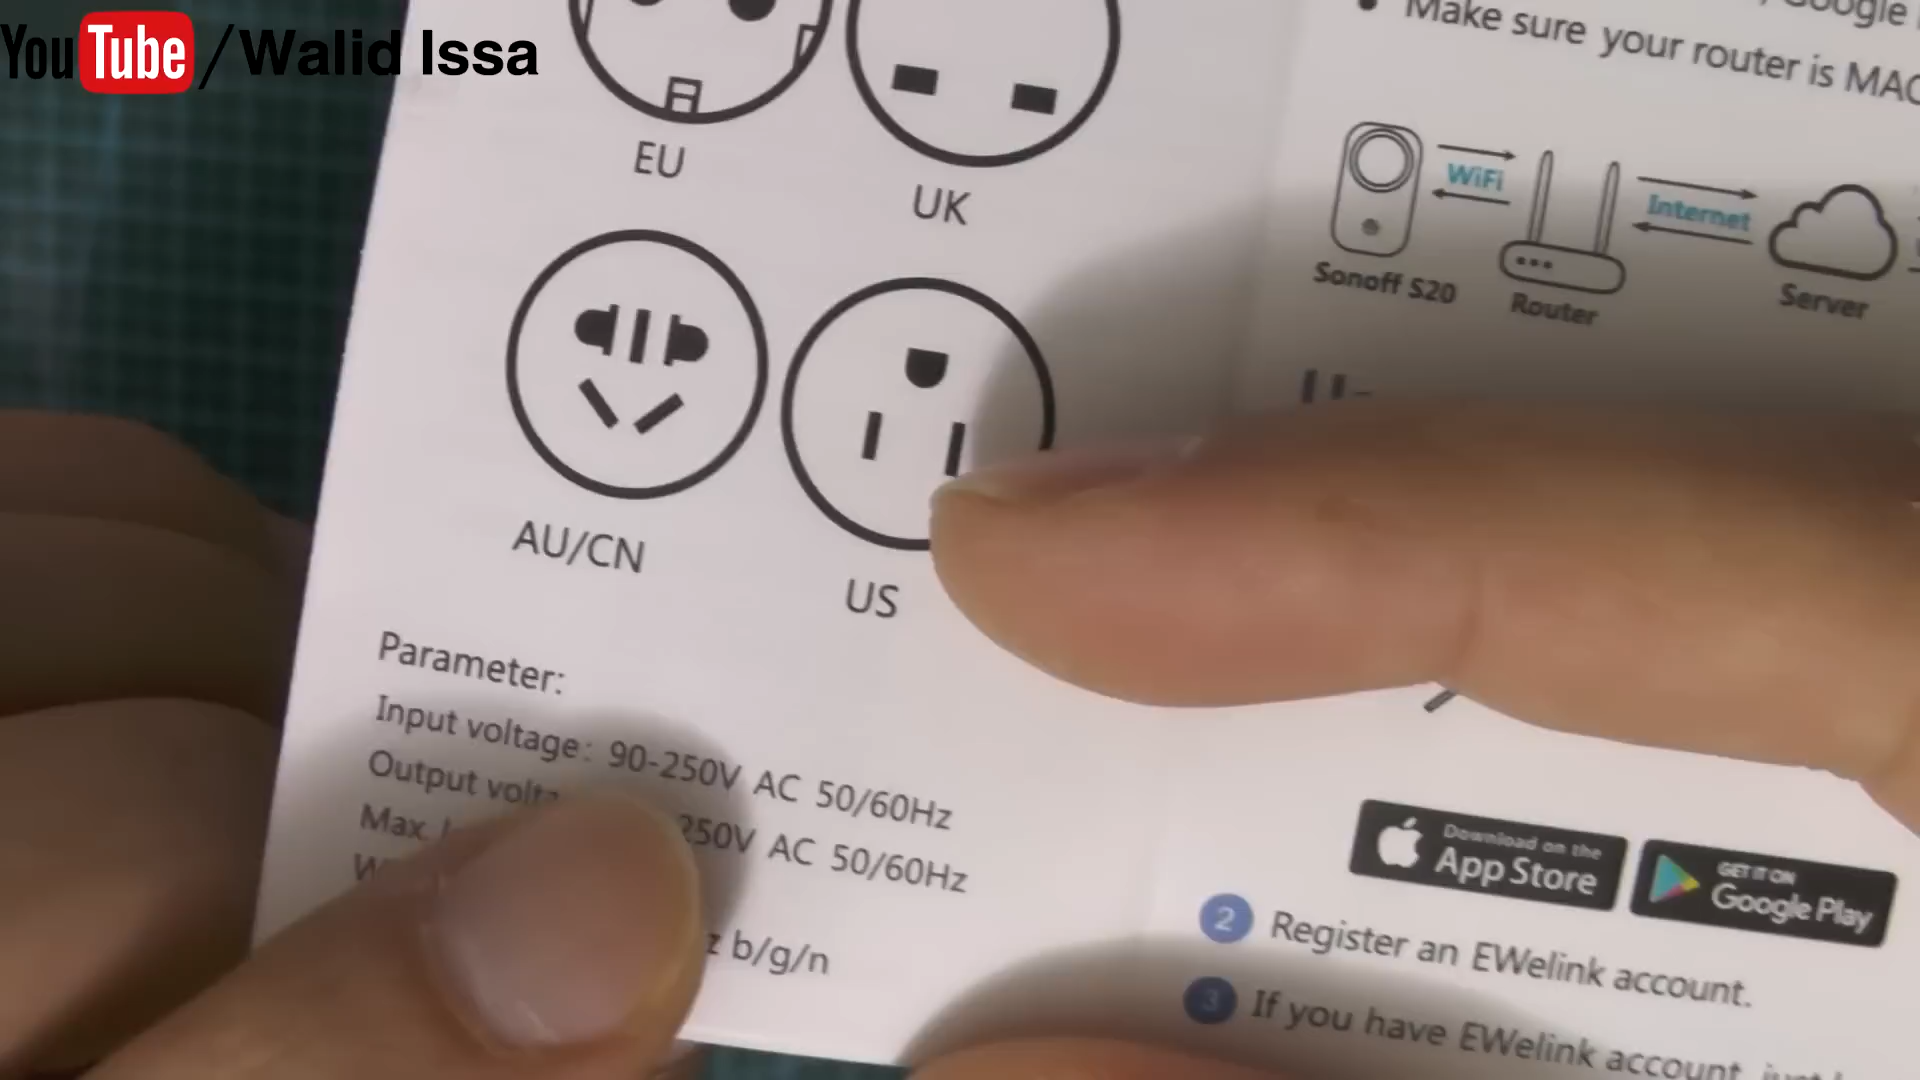 YouTube/Walid Issa
EU
UK
AU/CN
US
Parameter:
Input voltage: 90-250V AC 50/60Hz
Output 250V AC 50/60Hz
Max.
b/g/n
Google
Make sure your router is MAC
WiFi
Internet
Sonoff S20
Router
Server
Download on the
App Store
GET IT ON
Google Play
2 Register an EWelink account.
3 If you have EWelink account,